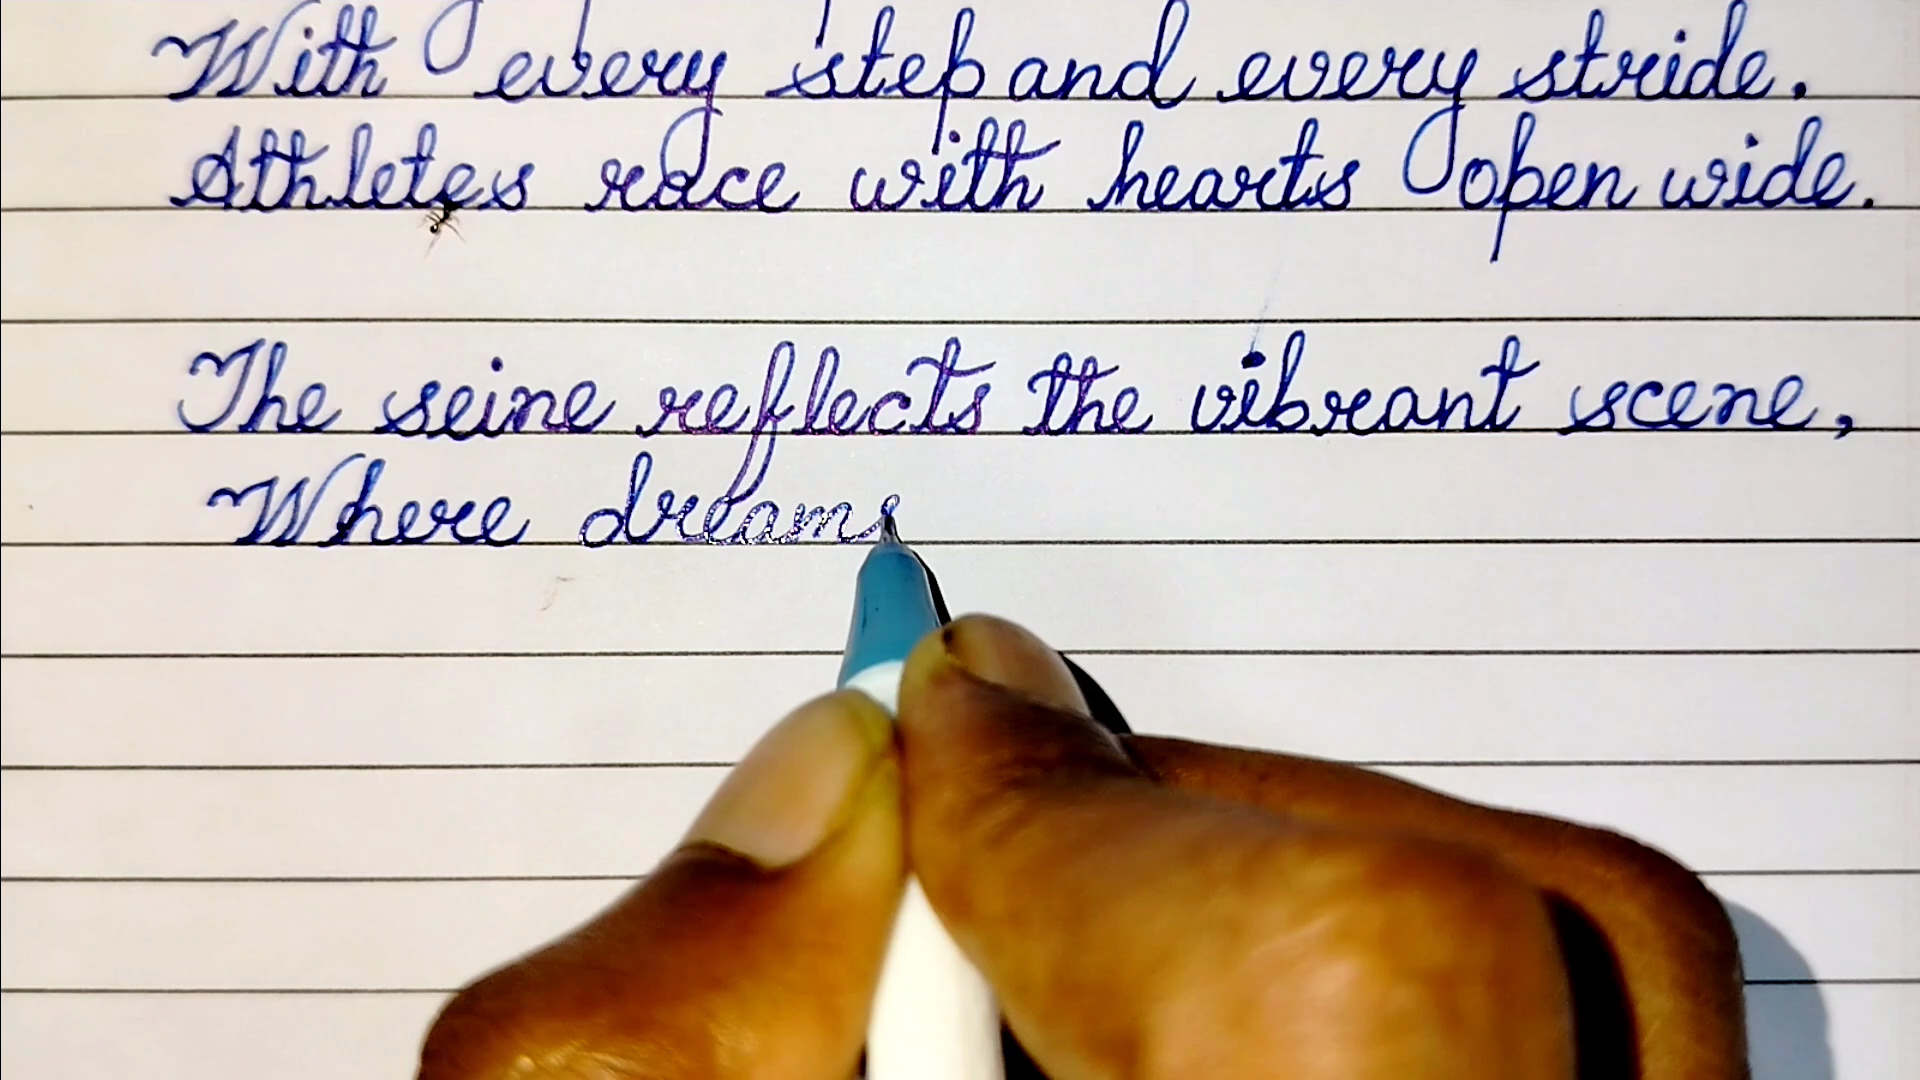 With every step and every stride.
Athletes race with hearts open wide.
The seine reflects the vibrant scene,
Where dreams